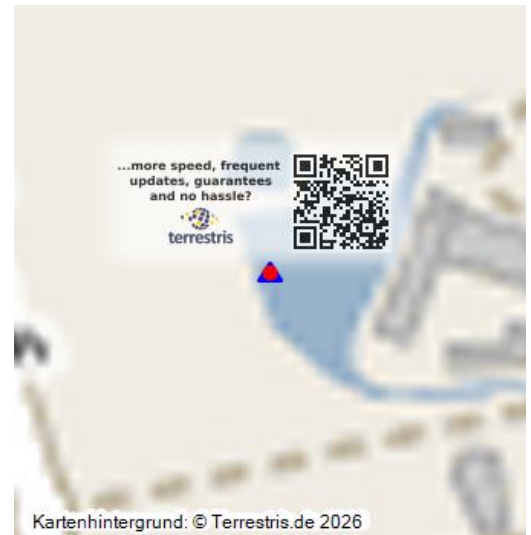 ...more speed, frequent
updates, guarantees
and no hassle?
terrestris
Kartenhintergrund: © Terrestris.de 2026